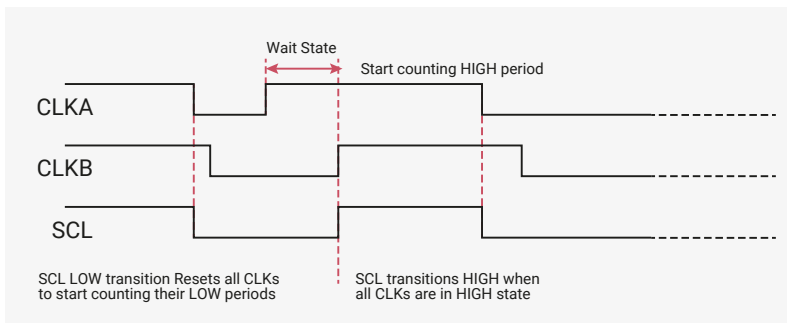 Wait State
Start counting HIGH period
CLKA
CLKB
SCL
SCL LOW transition Resets all CLKs
to start counting their LOW periods
SCL transitions HIGH when
all CLKs are in HIGH state